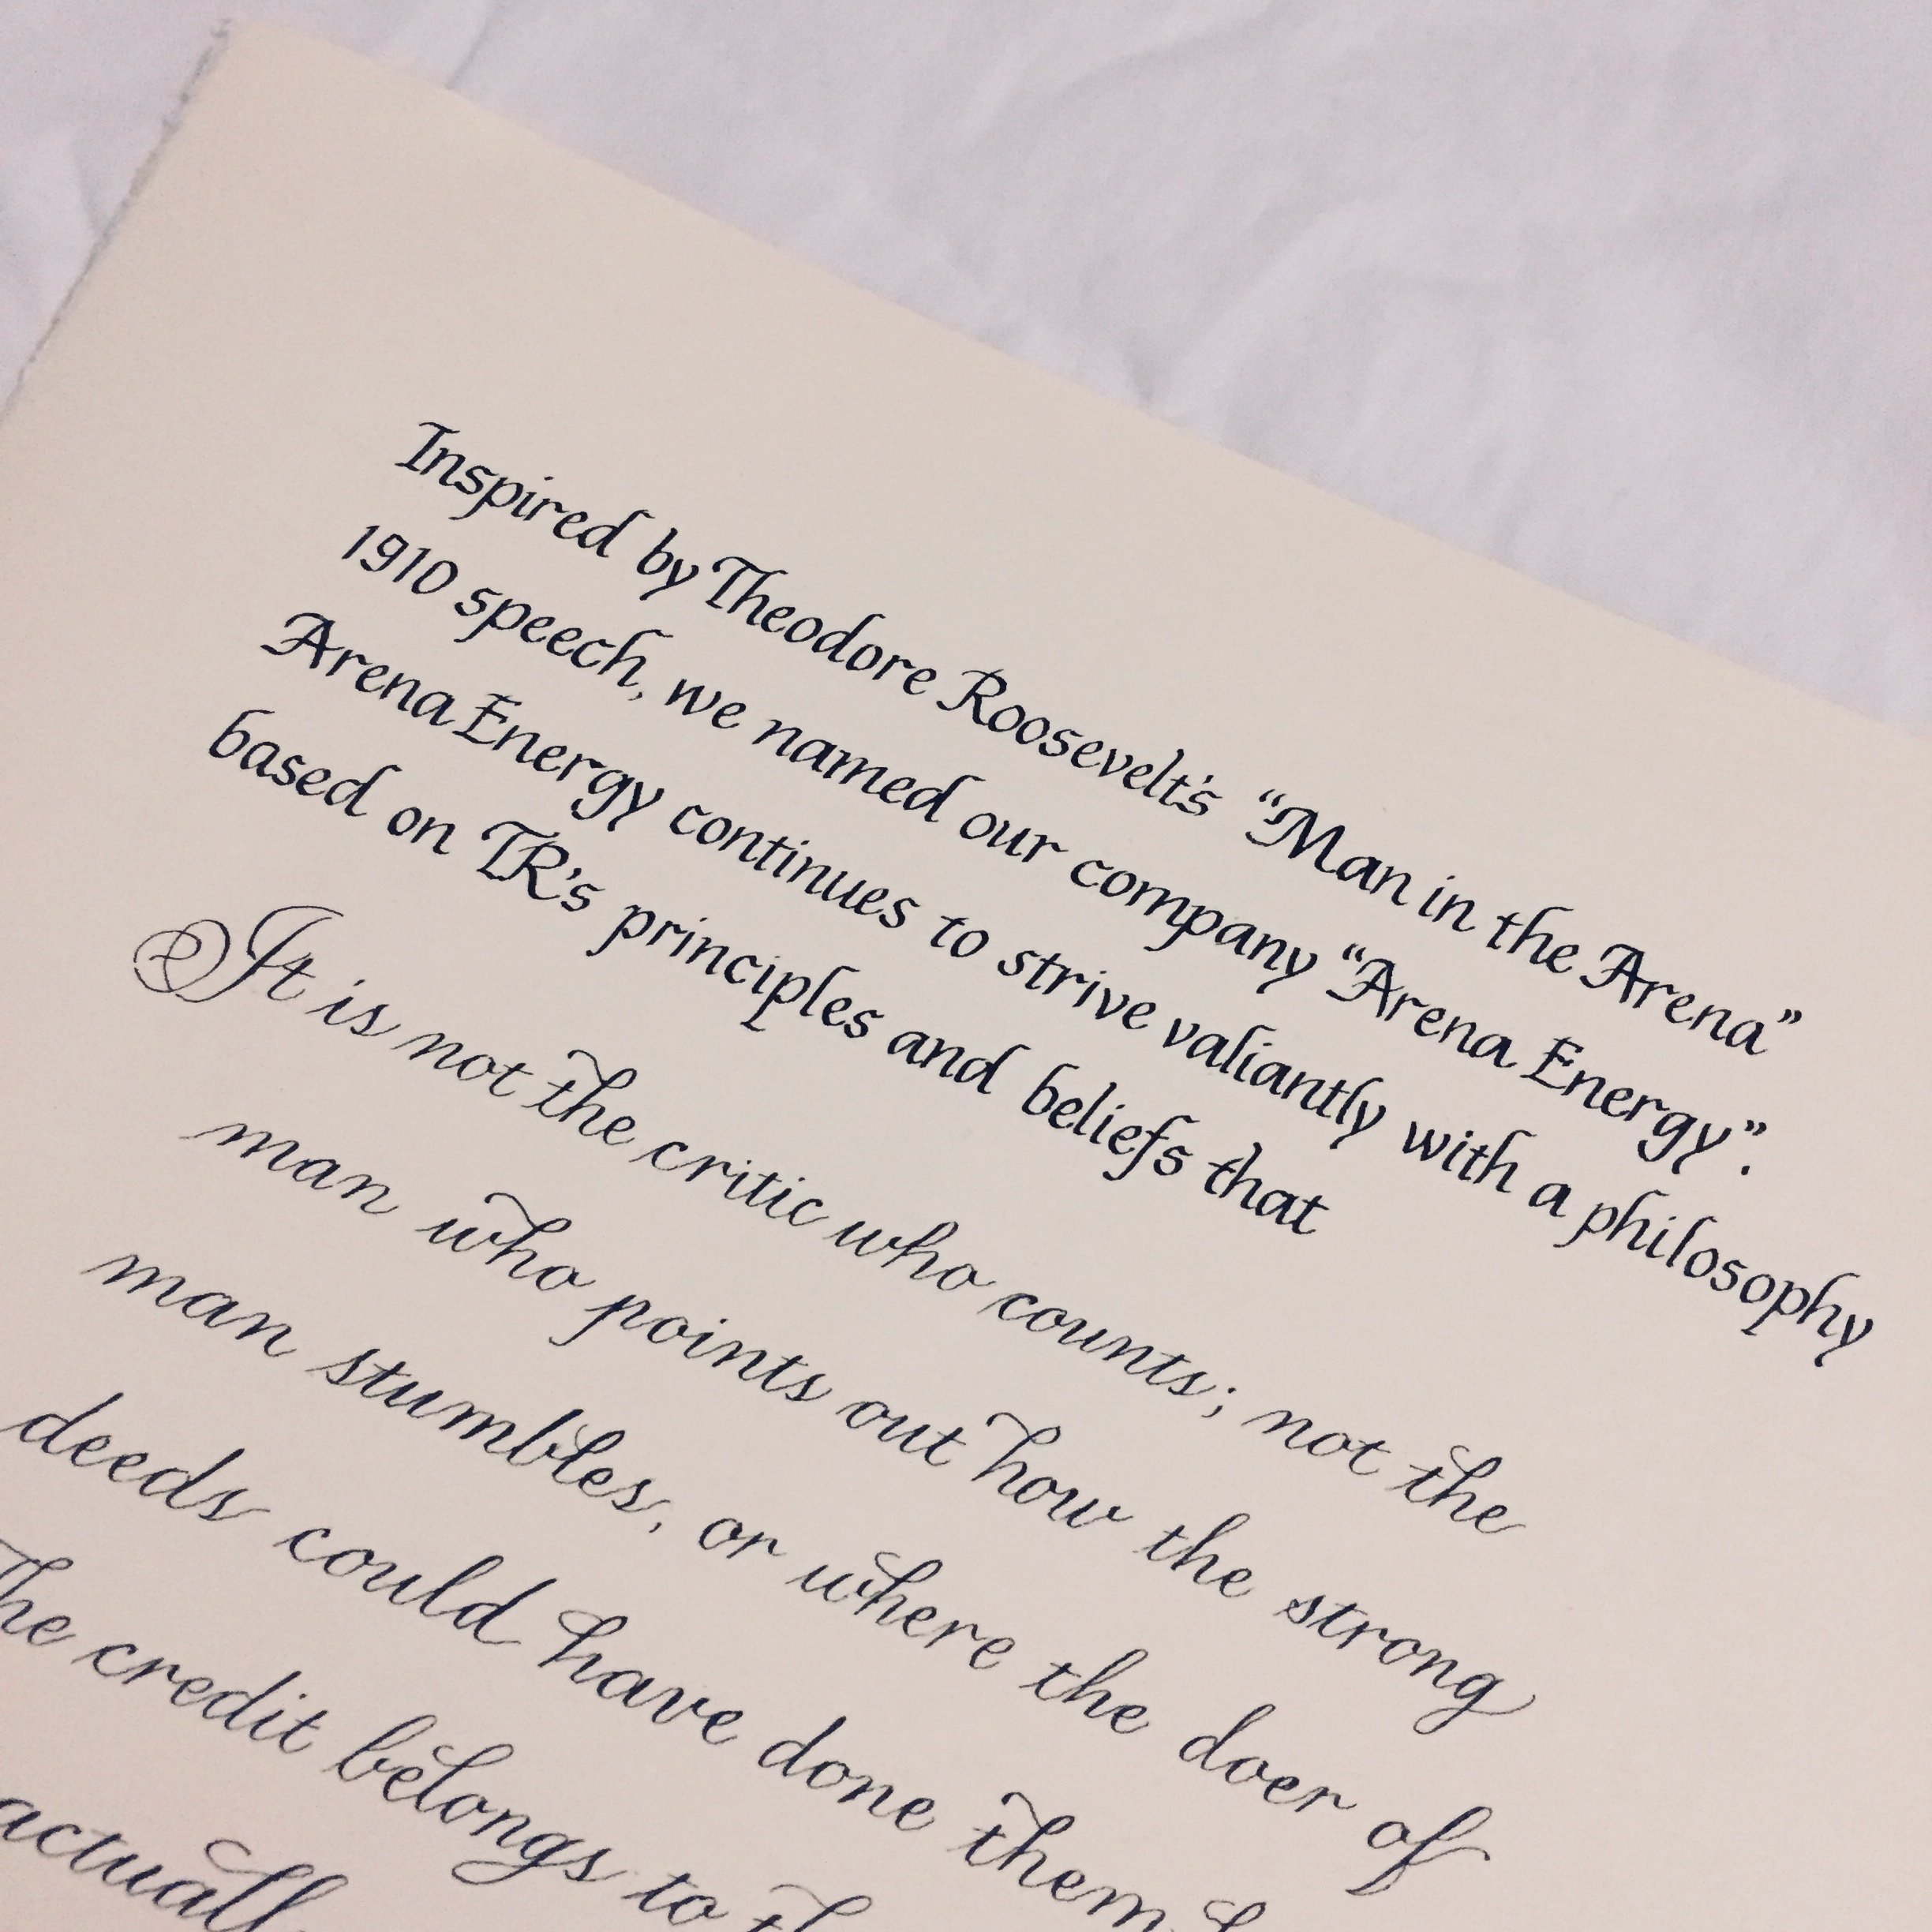 Inspired by Theodore Roosevelt's “Man in the Arena”
1910 speech, we named our company “Arena Energy”.
Arena Energy continues to strive valiantly with a philosophy
based on TR's principles and beliefs that
It is not the critic who counts; not the
man who points out how the strong
man stumbles, or where the doer of
deeds could have done them
The credit belongs to